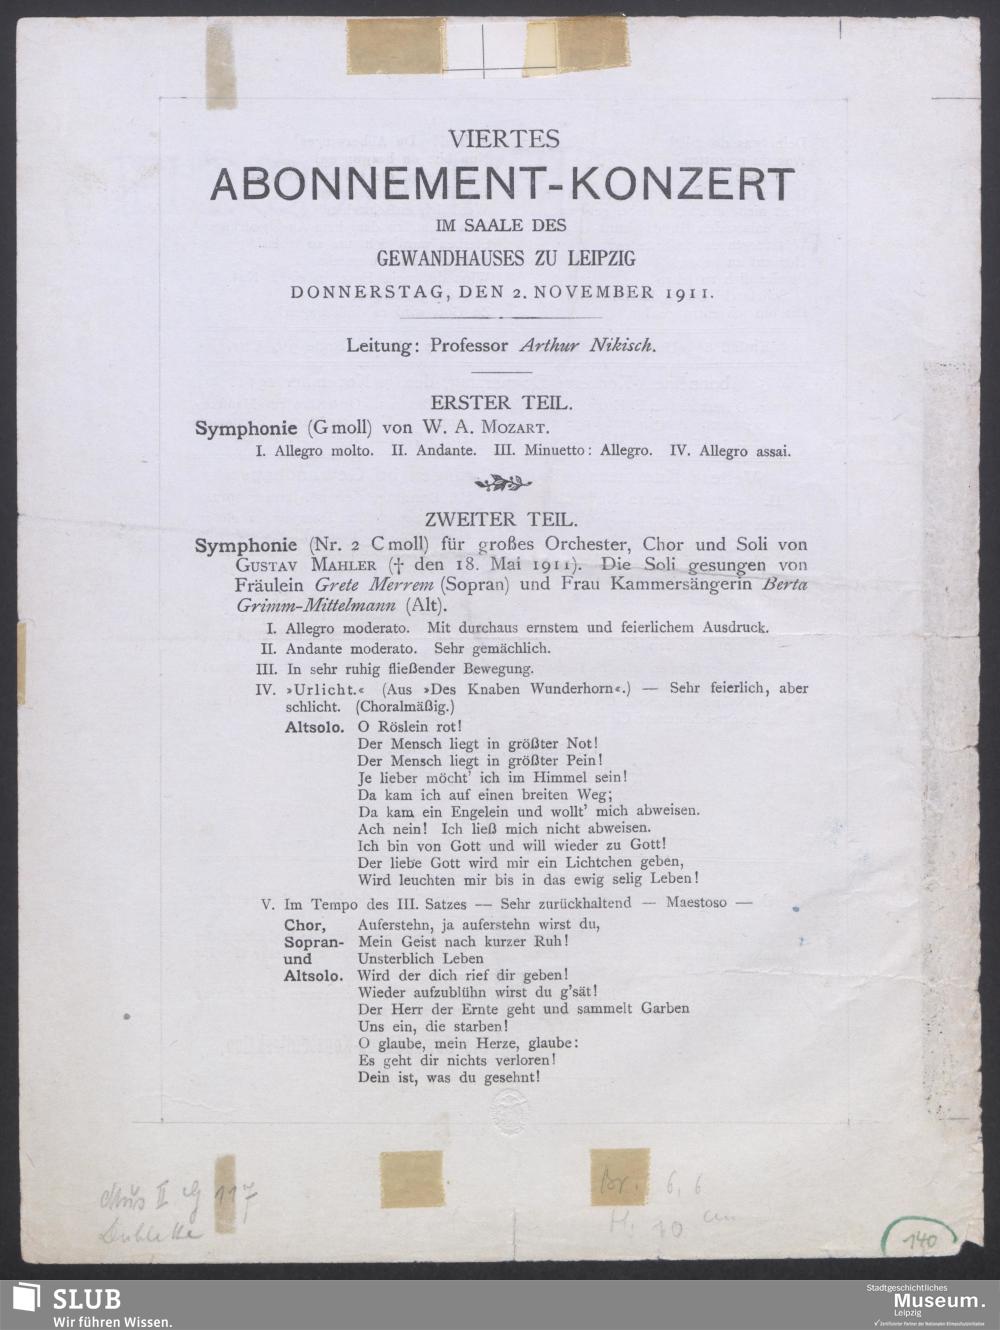 VIERTES
ABONNEMENT-KONZERT
IM SAALE DES
GEWANDHAUSES ZU LEIPZIG
DONNERSTAG, DEN 2. NOVEMBER 1911.
Leitung: Professor Arthur Nikisch.
ERSTER TEIL.
Symphonie (G moll) von W. A. MOZART.
I. Allegro molto. II. Andante. III. Minuetto: Allegro. IV. Allegro assai.
ZWEITER TEIL.
Symphonie (Nr. 2 C moll) für großes Orchester, Chor und Soli von
GUSTAV MAHLER († den 18. Mai 1911). Die Soli gesungen von
Fräulein Grete Merrem (Sopran) und Frau Kammersängerin Berta
Grimm-Mittelmann (Alt).
I. Allegro moderato. Mit durchaus ernstem und feierlichem Ausdruck.
II. Andante moderato. Sehr gemächlich.
III. In sehr ruhig fließender Bewegung.
IV. »Urlicht.« (Aus »Des Knaben Wunderhorn«.) — Sehr feierlich, aber
schlicht. (Choralmäßig.)
Altsolo. O Röslein rot!
Der Mensch liegt in größter Not!
Der Mensch liegt in größter Pein!
Je lieber möcht' ich im Himmel sein!
Da kam ich auf einen breiten Weg;
Da kam ein Engelein und wollt' mich abweisen.
Ach nein! Ich ließ mich nicht abweisen.
Ich bin von Gott und will wieder zu Gott!
Der liebe Gott wird mir ein Lichtchen geben,
Wird leuchten mir bis in das ewig selig Leben!
V. Im Tempo des III. Satzes — Sehr zurückhaltend — Maestoso —
Chor, Auferstehn, ja auferstehn wirst du,
Sopran- Mein Geist nach kurzer Ruh!
und Unsterblich Leben
Altsolo. Wird der dich rief dir geben!
Wieder aufzublühn wirst du g'sät!
Der Herr der Ernte geht und sammelt Garben
Uns ein, die starben!
O glaube, mein Herze, glaube:
Es geht dir nichts verloren!
Dein ist, was du gesehnt!
Br. 6,6
H. 10 cm
Dublette
140
SLUB
Wir führen Wissen.
Stadtgeschichtliches
Museum.
Leipzig
Zertifizierter Partner der Nationalen Klimaschutzinitiative